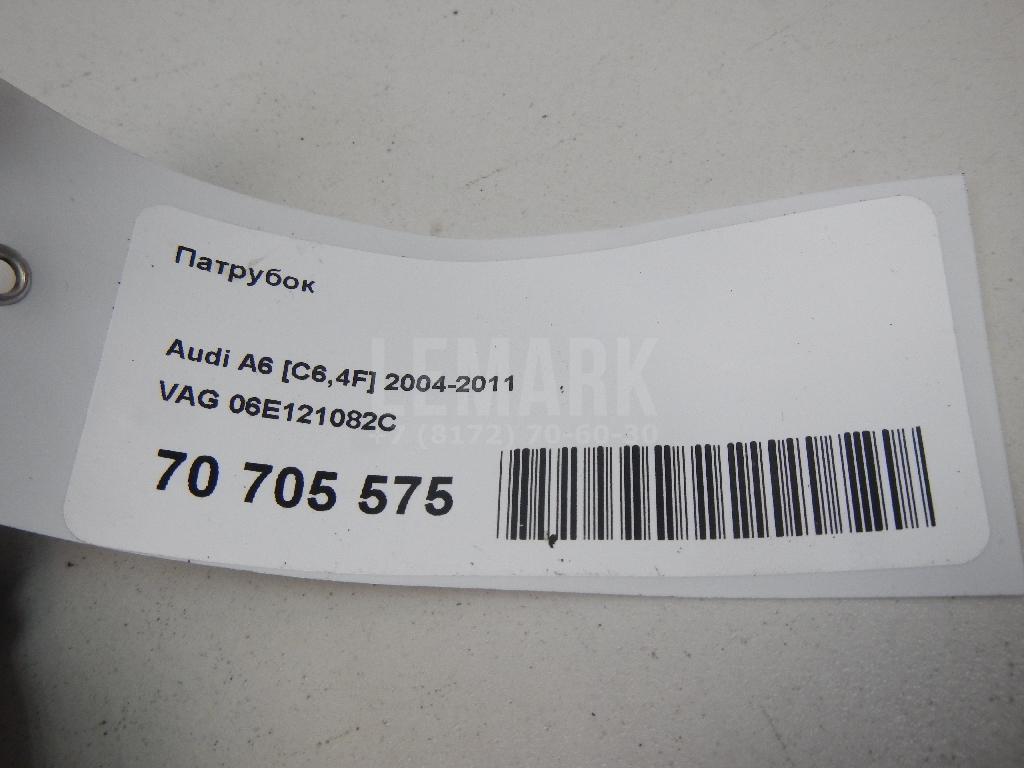 Патрубок
Audi A6 [C6,4F] 2004-2011
VAG 06E121082C
70 705 575
LEMARK
+7 (8172) 70-60-30